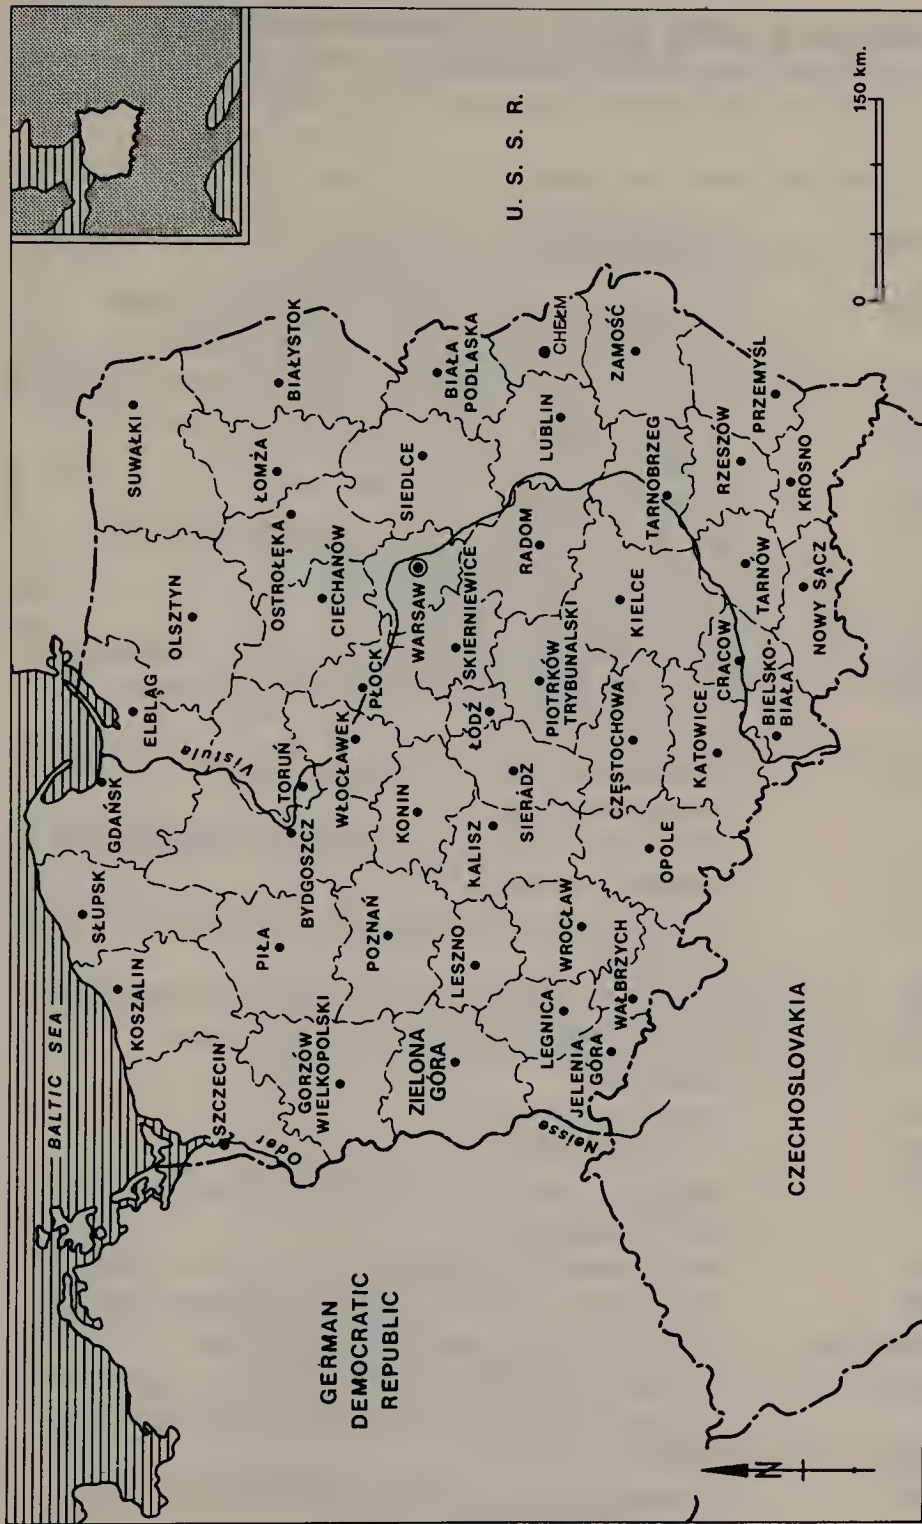 BALTIC SEA
KOSZALIN
SŁUPSK
GDAŃSK
ELBLĄG
OLSZTYN
SUWAŁKI
Vistula
SZCZECIN
Oder
GORZÓW
WIELKOPOLSKI
PIŁA
BYDGOSZCZ
TORUŃ
WŁOCŁAWEK
PŁOCK
CIECHANÓW
OSTROŁĘKA
ŁOMŻA
BIAŁYSTOK
POZNAŃ
KONIN
WARSAW
SIEDLCE
BIAŁA
PODLASKA
U. S. S. R.
GERMAN
DEMOCRATIC
REPUBLIC
ZIELONA
GÓRA
LESZNO
KALISZ
SIERADŹ
ŁÓDŹ
SKIERNIEWICE
PIOTRKÓW
TRYBUNALSKI
RADOM
LUBLIN
CHEŁM
Neisse
JELENIA
GÓRA
LEGNICA
WROCŁAW
WAŁBRZYCH
OPOLE
CZĘSTOCHOWA
KIELCE
TARNOBRZEG
ZAMOŚĆ
KATOWICE
CRACOW
TARNÓW
RZESZÓW
PRZEMYŚL
BIELSKO-
BIAŁA
NOWY SĄCZ
KROSNO
CZECHOSLOVAKIA
N
0
150 km.